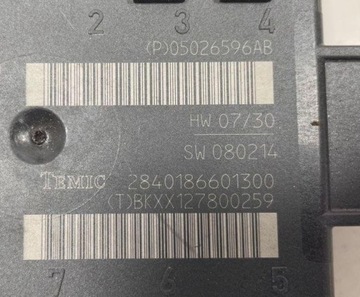 2 3 4
(P)05026596AB
HW 07/30
SW 080214
TEMIC 2840186601300
(T)BKXX127800259
7 6 5